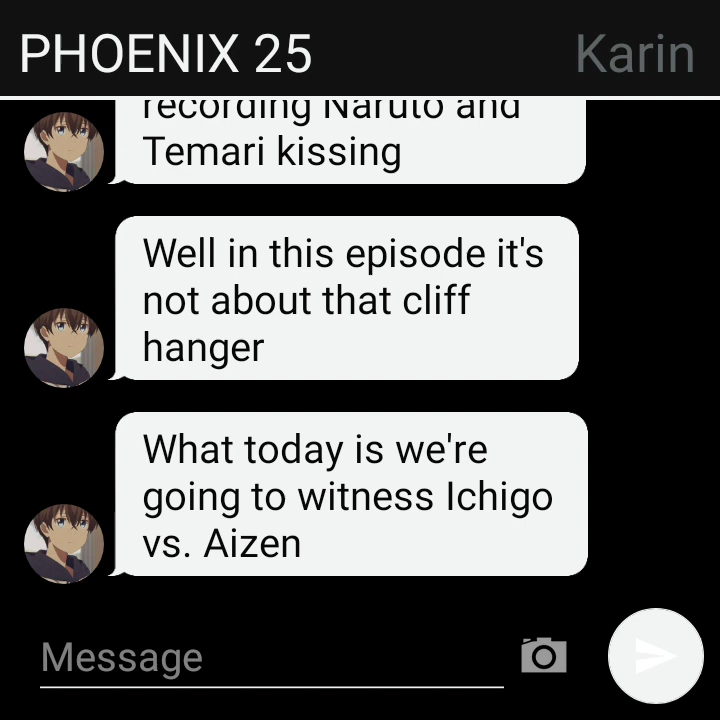 PHOENIX 25
Karin
recording Naruto and
Temari kissing
Well in this episode it's
not about that cliff
hanger
What today is we're
going to witness Ichigo
vs. Aizen
Message